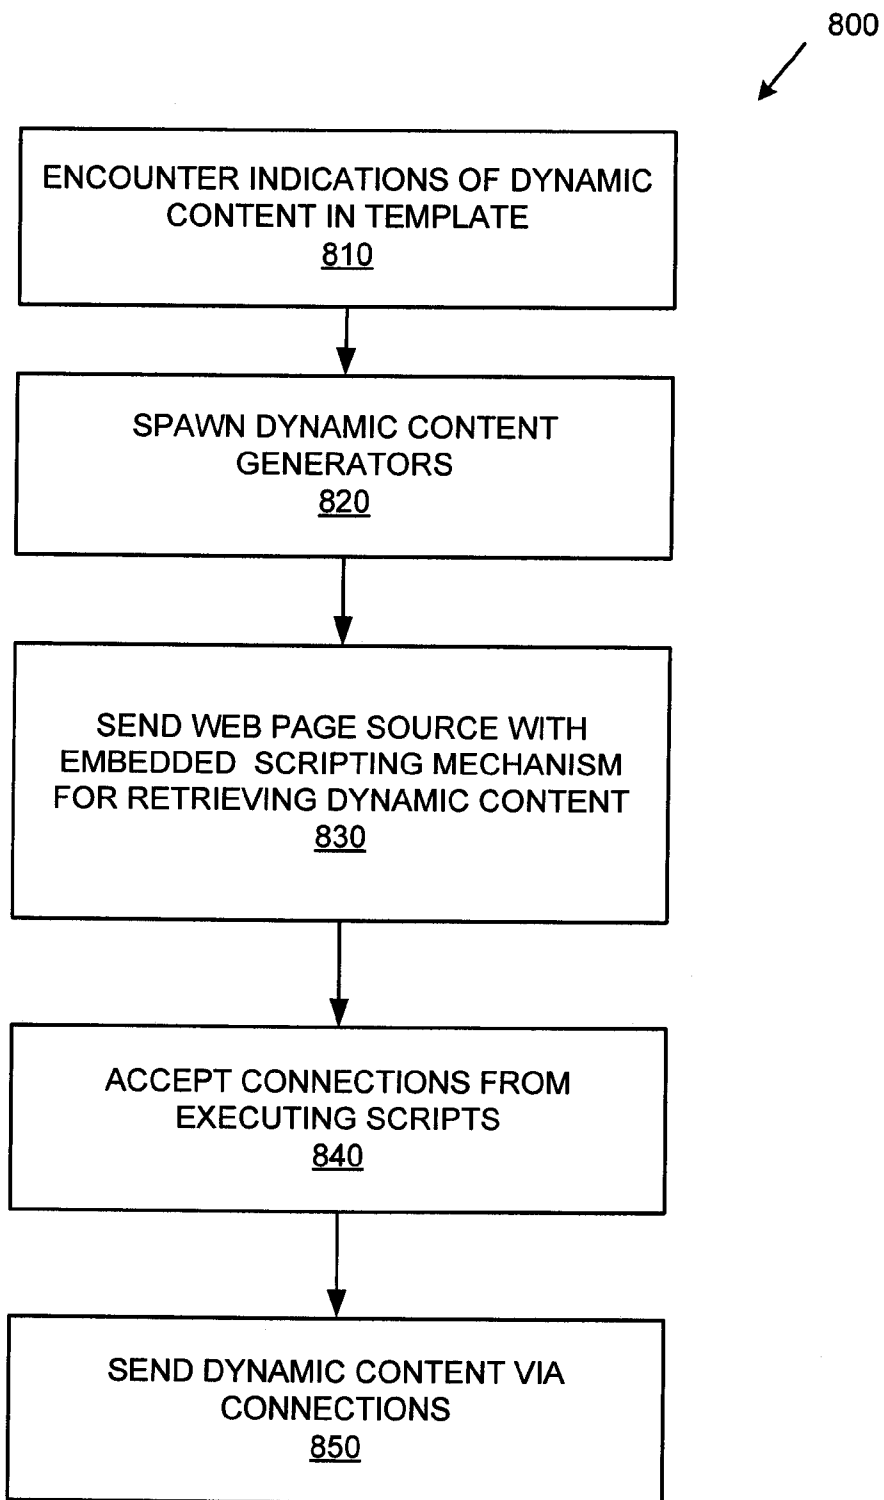 800
ENCOUNTER INDICATIONS OF DYNAMIC
CONTENT IN TEMPLATE
810
SPAWN DYNAMIC CONTENT
GENERATORS
820
SEND WEB PAGE SOURCE WITH
EMBEDDED SCRIPTING MECHANISM
FOR RETRIEVING DYNAMIC CONTENT
830
ACCEPT CONNECTIONS FROM
EXECUTING SCRIPTS
840
SEND DYNAMIC CONTENT VIA
CONNECTIONS
850